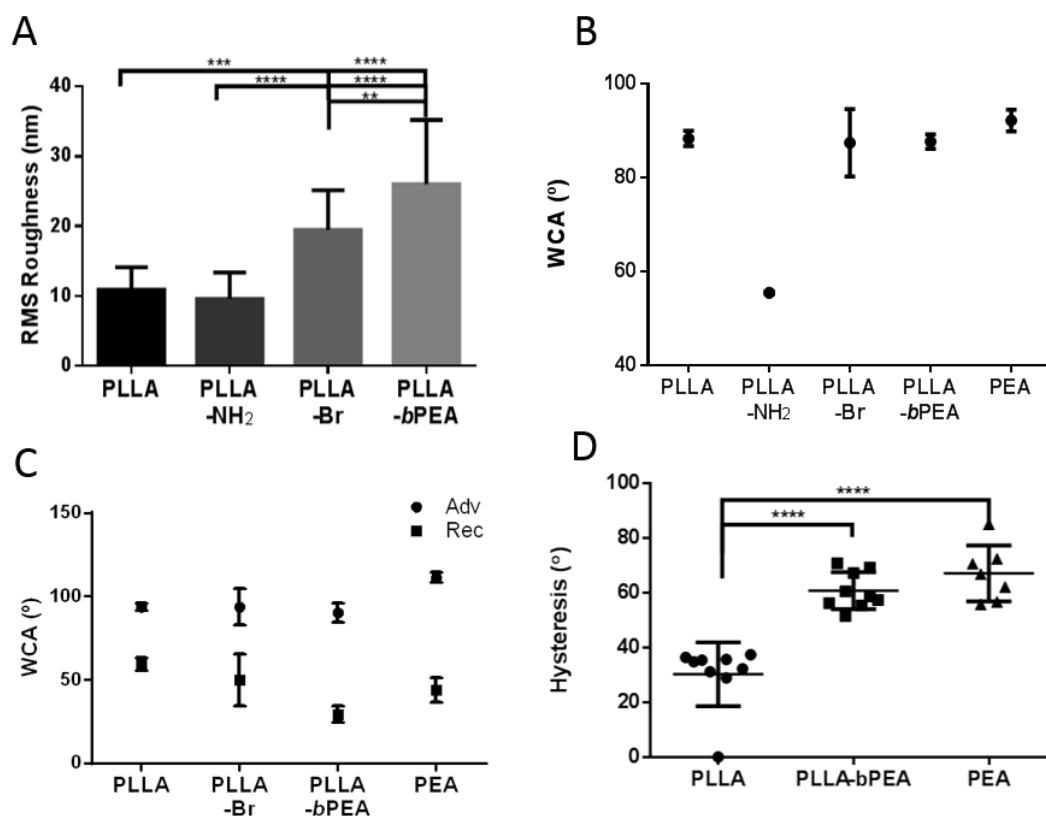 A
RMS Roughness (nm)
*** ****
**** ****
**
40
30
20
10
0
PLLA PLLA PLLA PLLA
-NH2 -Br -bPEA
B
WCA (º)
100
80
60
40
PLLA PLLA PLLA PLLA PEA
-NH2 -Br -bPEA
C
WCA (º)
Adv
Rec
150
100
50
0
PLLA PLLA PLLA PEA
-Br -bPEA
D
Hysteresis (º)
****
****
100
80
60
40
20
0
PLLA PLLA-bPEA PEA